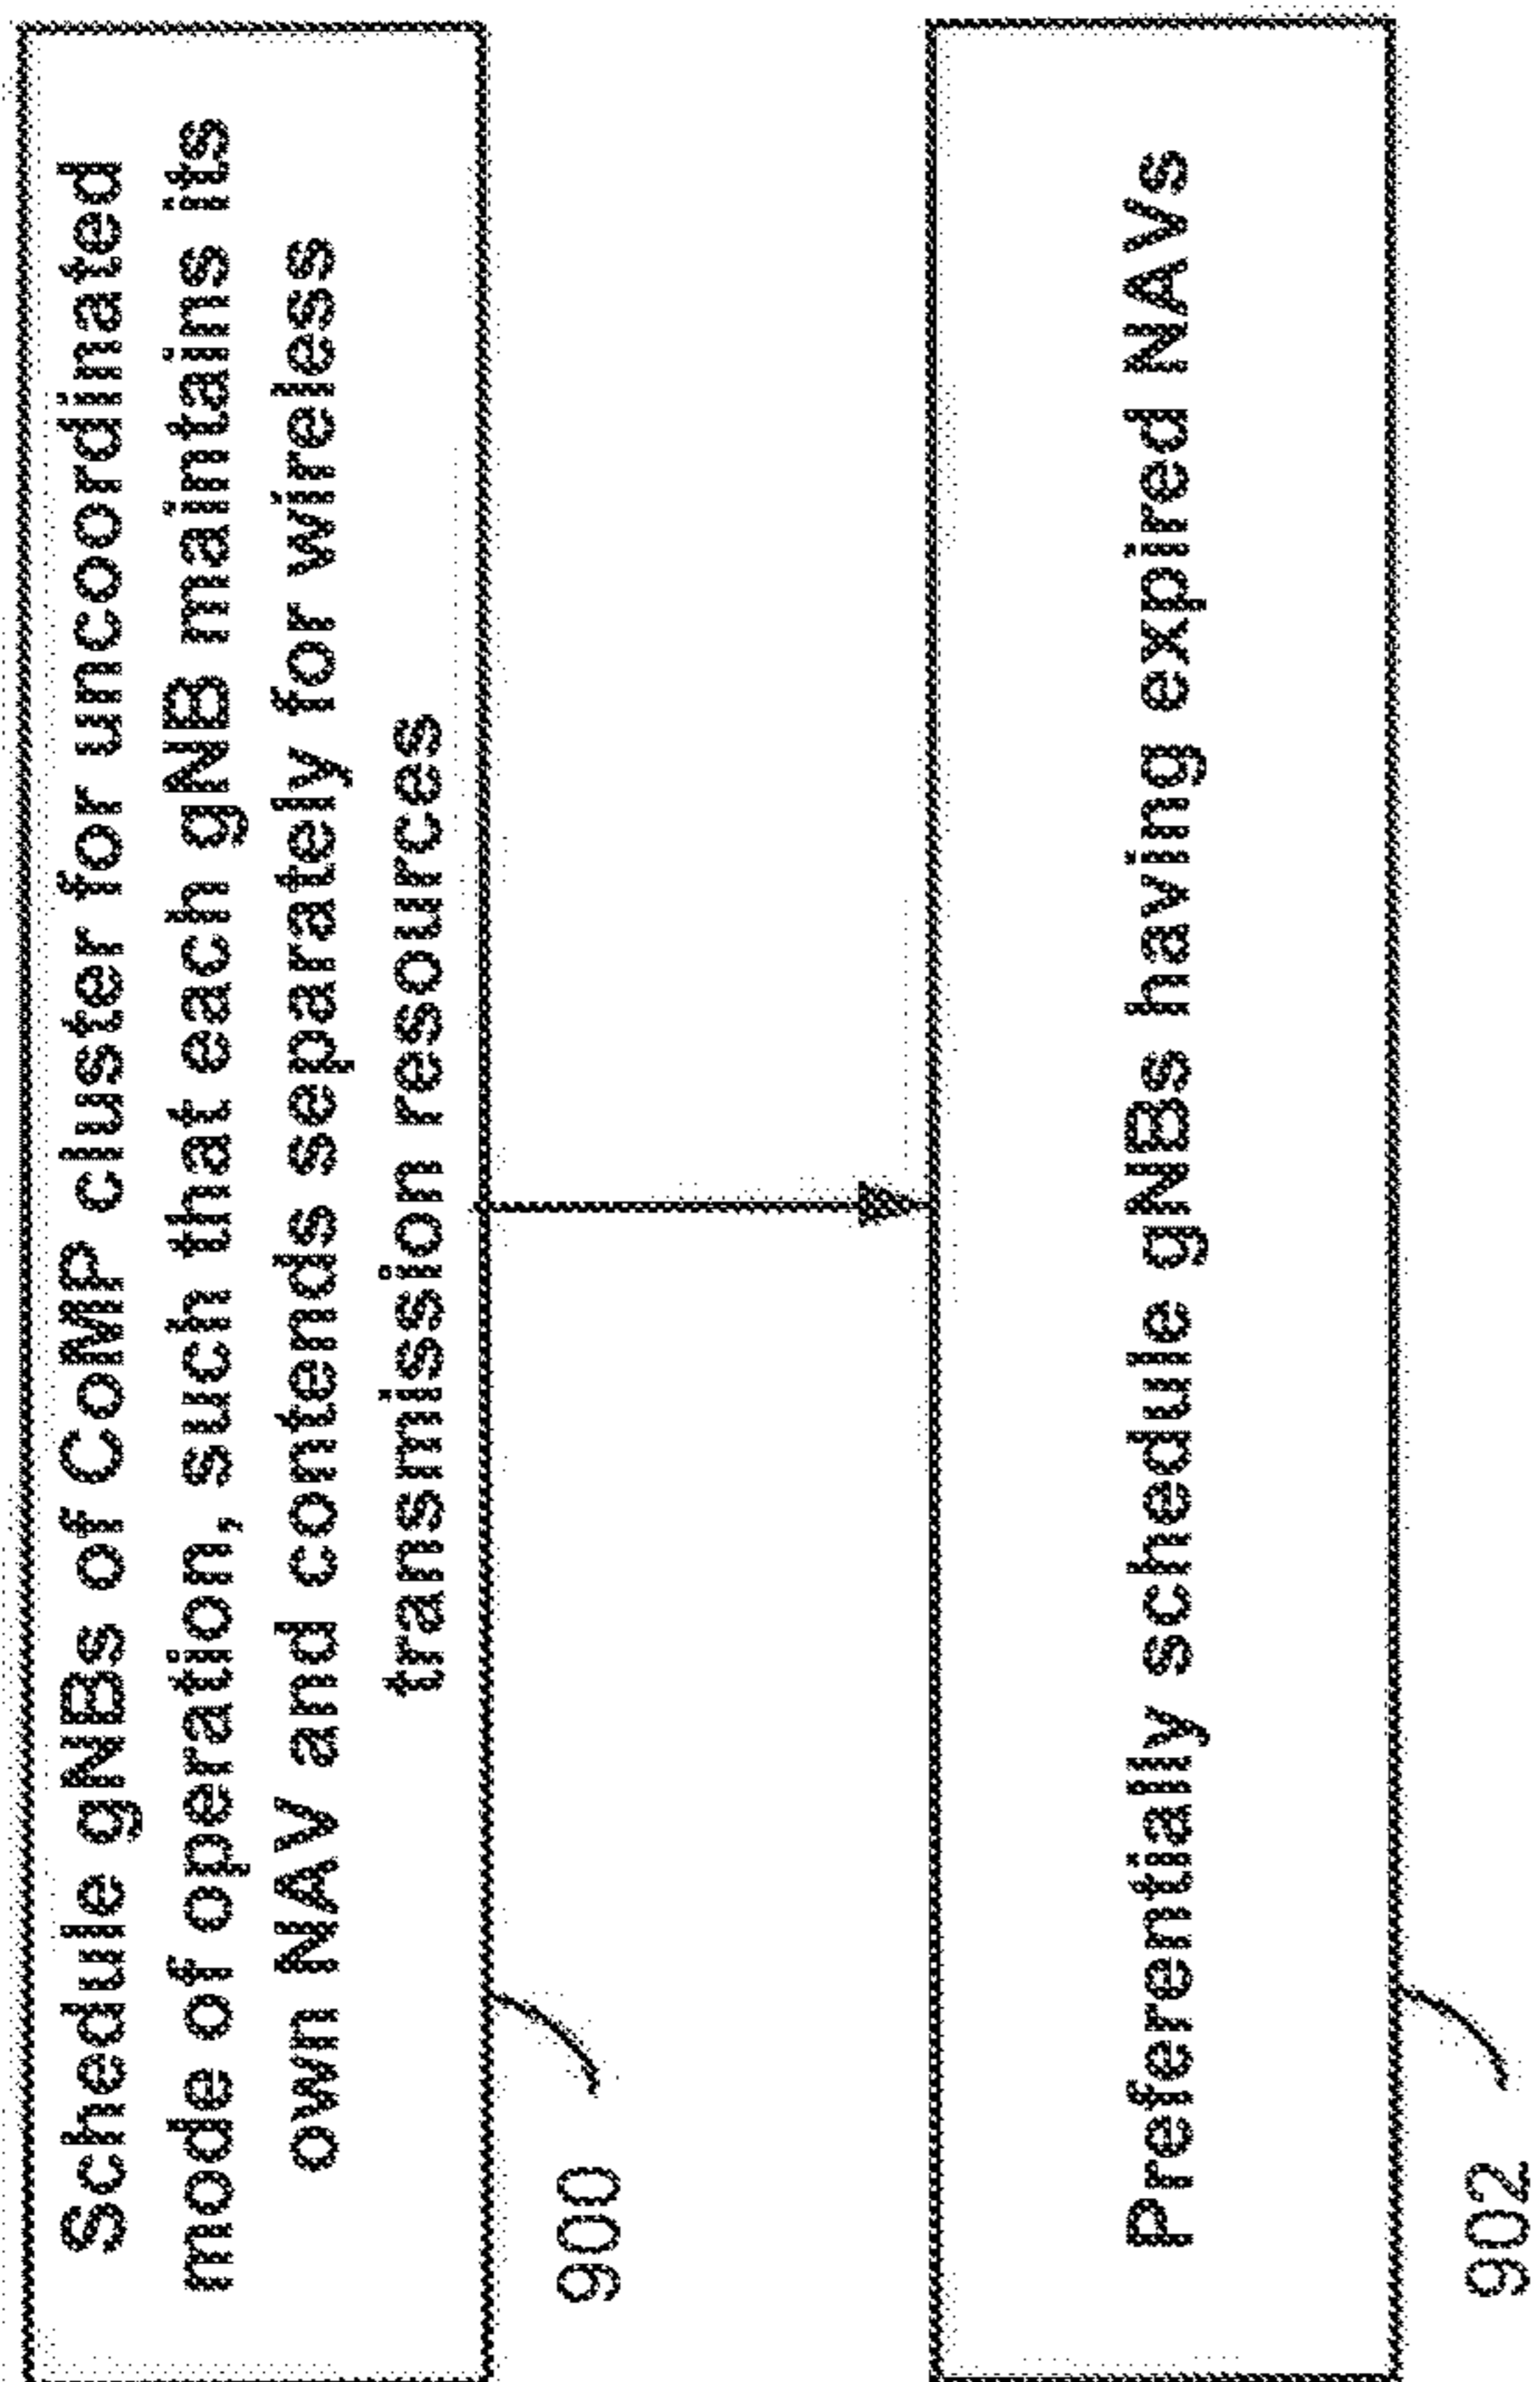 Schedule gNBs of CoMP cluster for uncoordinated
mode of operation, such that each gNB maintains its
own NAV and contends separately for wireless
transmission resources
900
Preferentially schedule gNBs having expired NAVs
902